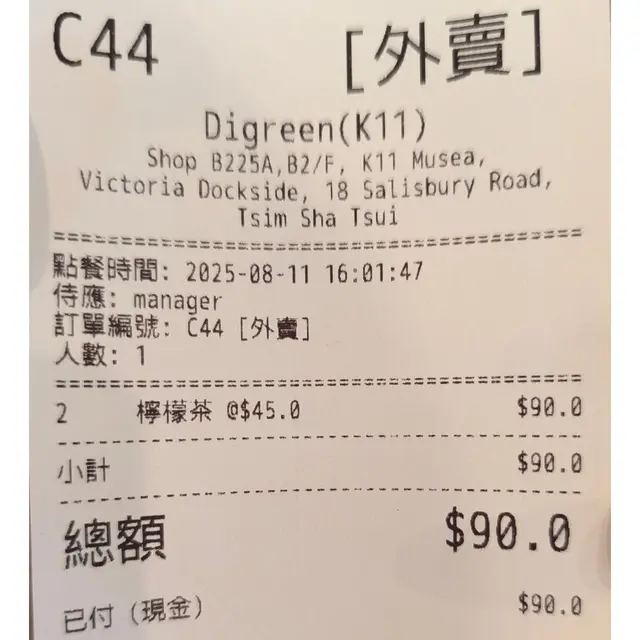 C44 [外賣]
Digreen(K11)
Shop B225A,B2/F, K11 Musea,
Victoria Dockside, 18 Salisbury Road,
Tsim Sha Tsui
點餐時間: 2025-08-11 16:01:47
侍應: manager
訂單編號: C44 [外賣]
人數: 1
2 檸檬茶 @$45.0 $90.0
小計 $90.0
總額 $90.0
已付 (現金) $90.0